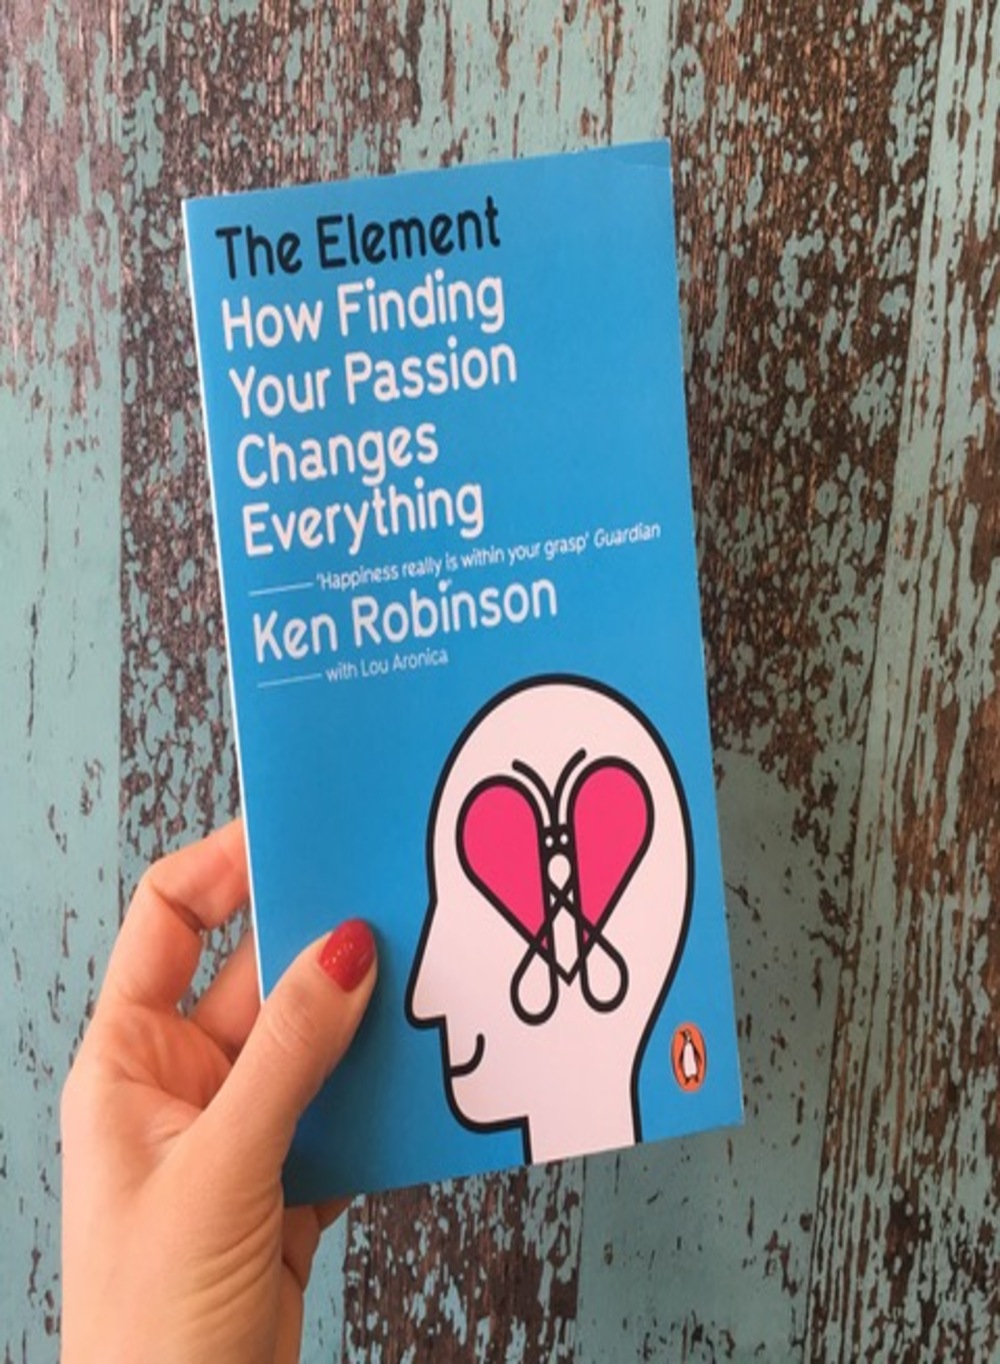 The Element
How Finding
Your Passion
Changes
Everything
'Happiness really is within your grasp' Guardian
Ken Robinson
with Lou Aronica